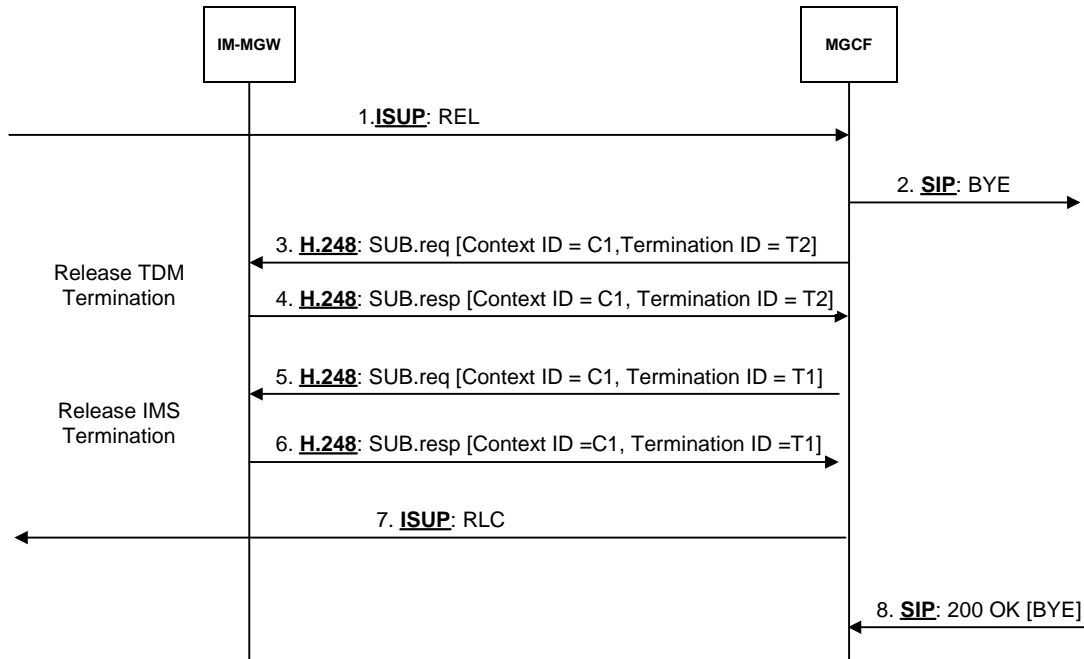 IM-MGW
MGCF
1.ISUP: REL
2. SIP: BYE
3. H.248: SUB.req [Context ID = C1,Termination ID = T2]
Release TDM
Termination
4. H.248: SUB.resp [Context ID = C1, Termination ID = T2]
5. H.248: SUB.req [Context ID = C1, Termination ID = T1]
Release IMS
Termination
6. H.248: SUB.resp [Context ID =C1, Termination ID =T1]
7. ISUP: RLC
8. SIP: 200 OK [BYE]